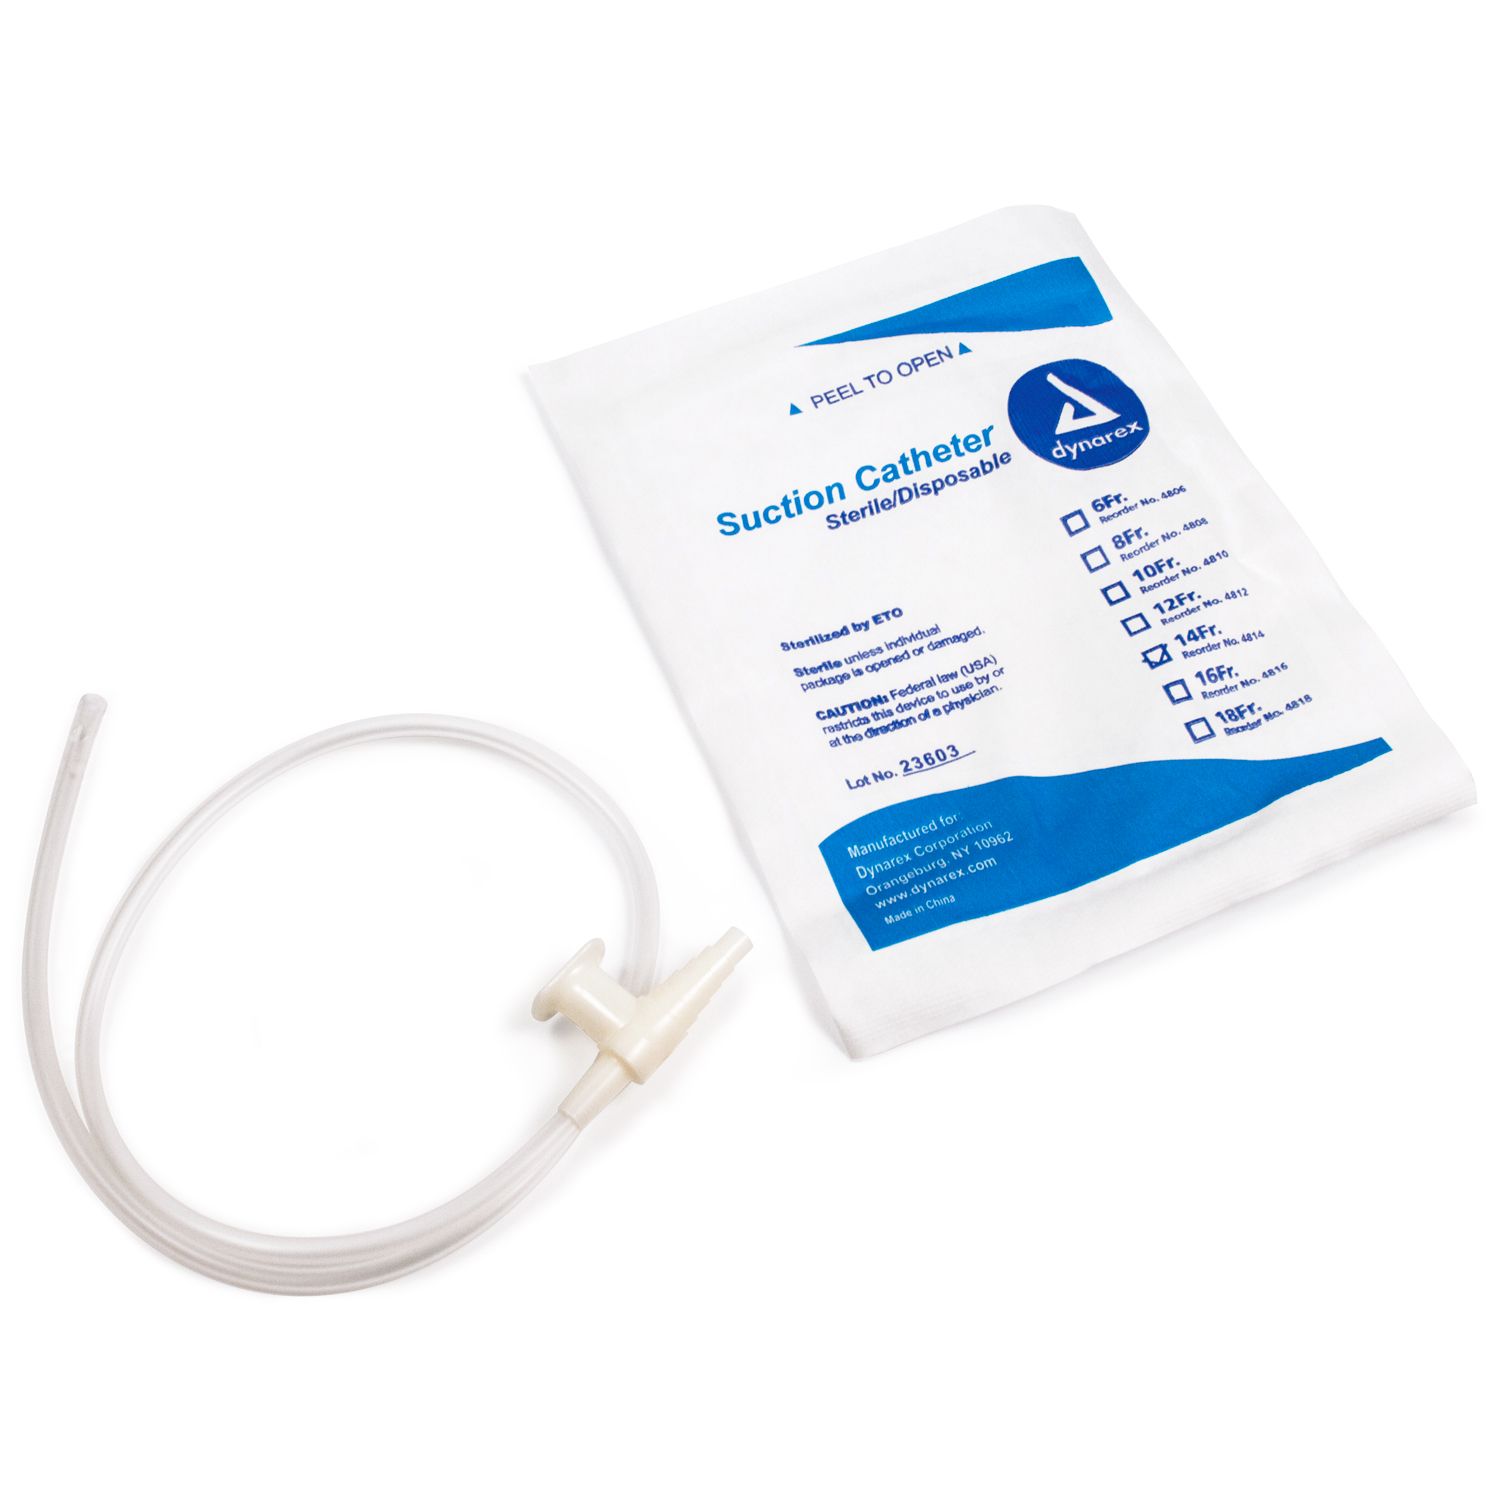 PEEL TO OPEN
dynarex
Suction Catheter
Sterile/Disposable
6Fr.
Reorder No. 4806
8Fr.
Reorder No. 4808
10Fr.
Reorder No. 4810
12Fr.
Reorder No. 4812
14Fr.
Reorder No. 4814
16Fr.
Reorder No. 4816
18Fr.
Reorder No. 4818
Sterilized by ETO
Sterile unless individual
package is opened or damaged.
CAUTION: Federal law (USA)
restricts this device to use by or
at the direction of a physician.
Lot No. 23603
Manufactured for:
Dynarex Corporation
Orangeburg, NY 10962
www.dynarex.com
Made in China